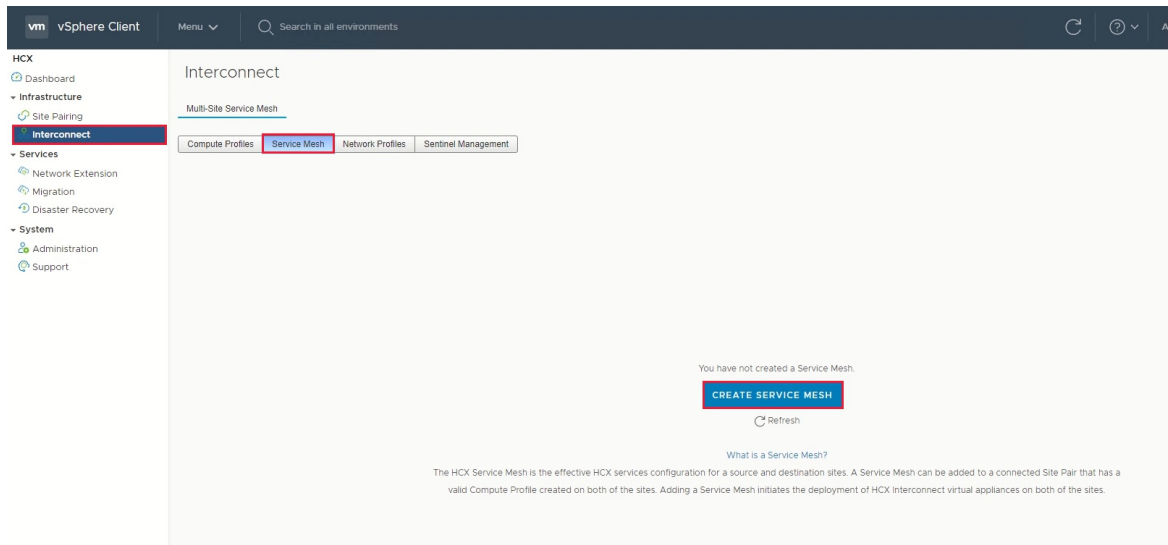 vm vSphere Client Menu Search in all environments A
HCX
Dashboard
Infrastructure
Site Pairing
Interconnect
Services
Network Extension
Migration
Disaster Recovery
System
Administration
Support
Interconnect
Multi-Site Service Mesh
Compute Profiles Service Mesh Network Profiles Sentinel Management
You have not created a Service Mesh.
CREATE SERVICE MESH
Refresh
What is a Service Mesh?
The HCX Service Mesh is the effective HCX services configuration for a source and destination sites. A Service Mesh can be added to a connected Site Pair that has a
valid Compute Profile created on both of the sites. Adding a Service Mesh initiates the deployment of HCX Interconnect virtual appliances on both of the sites.